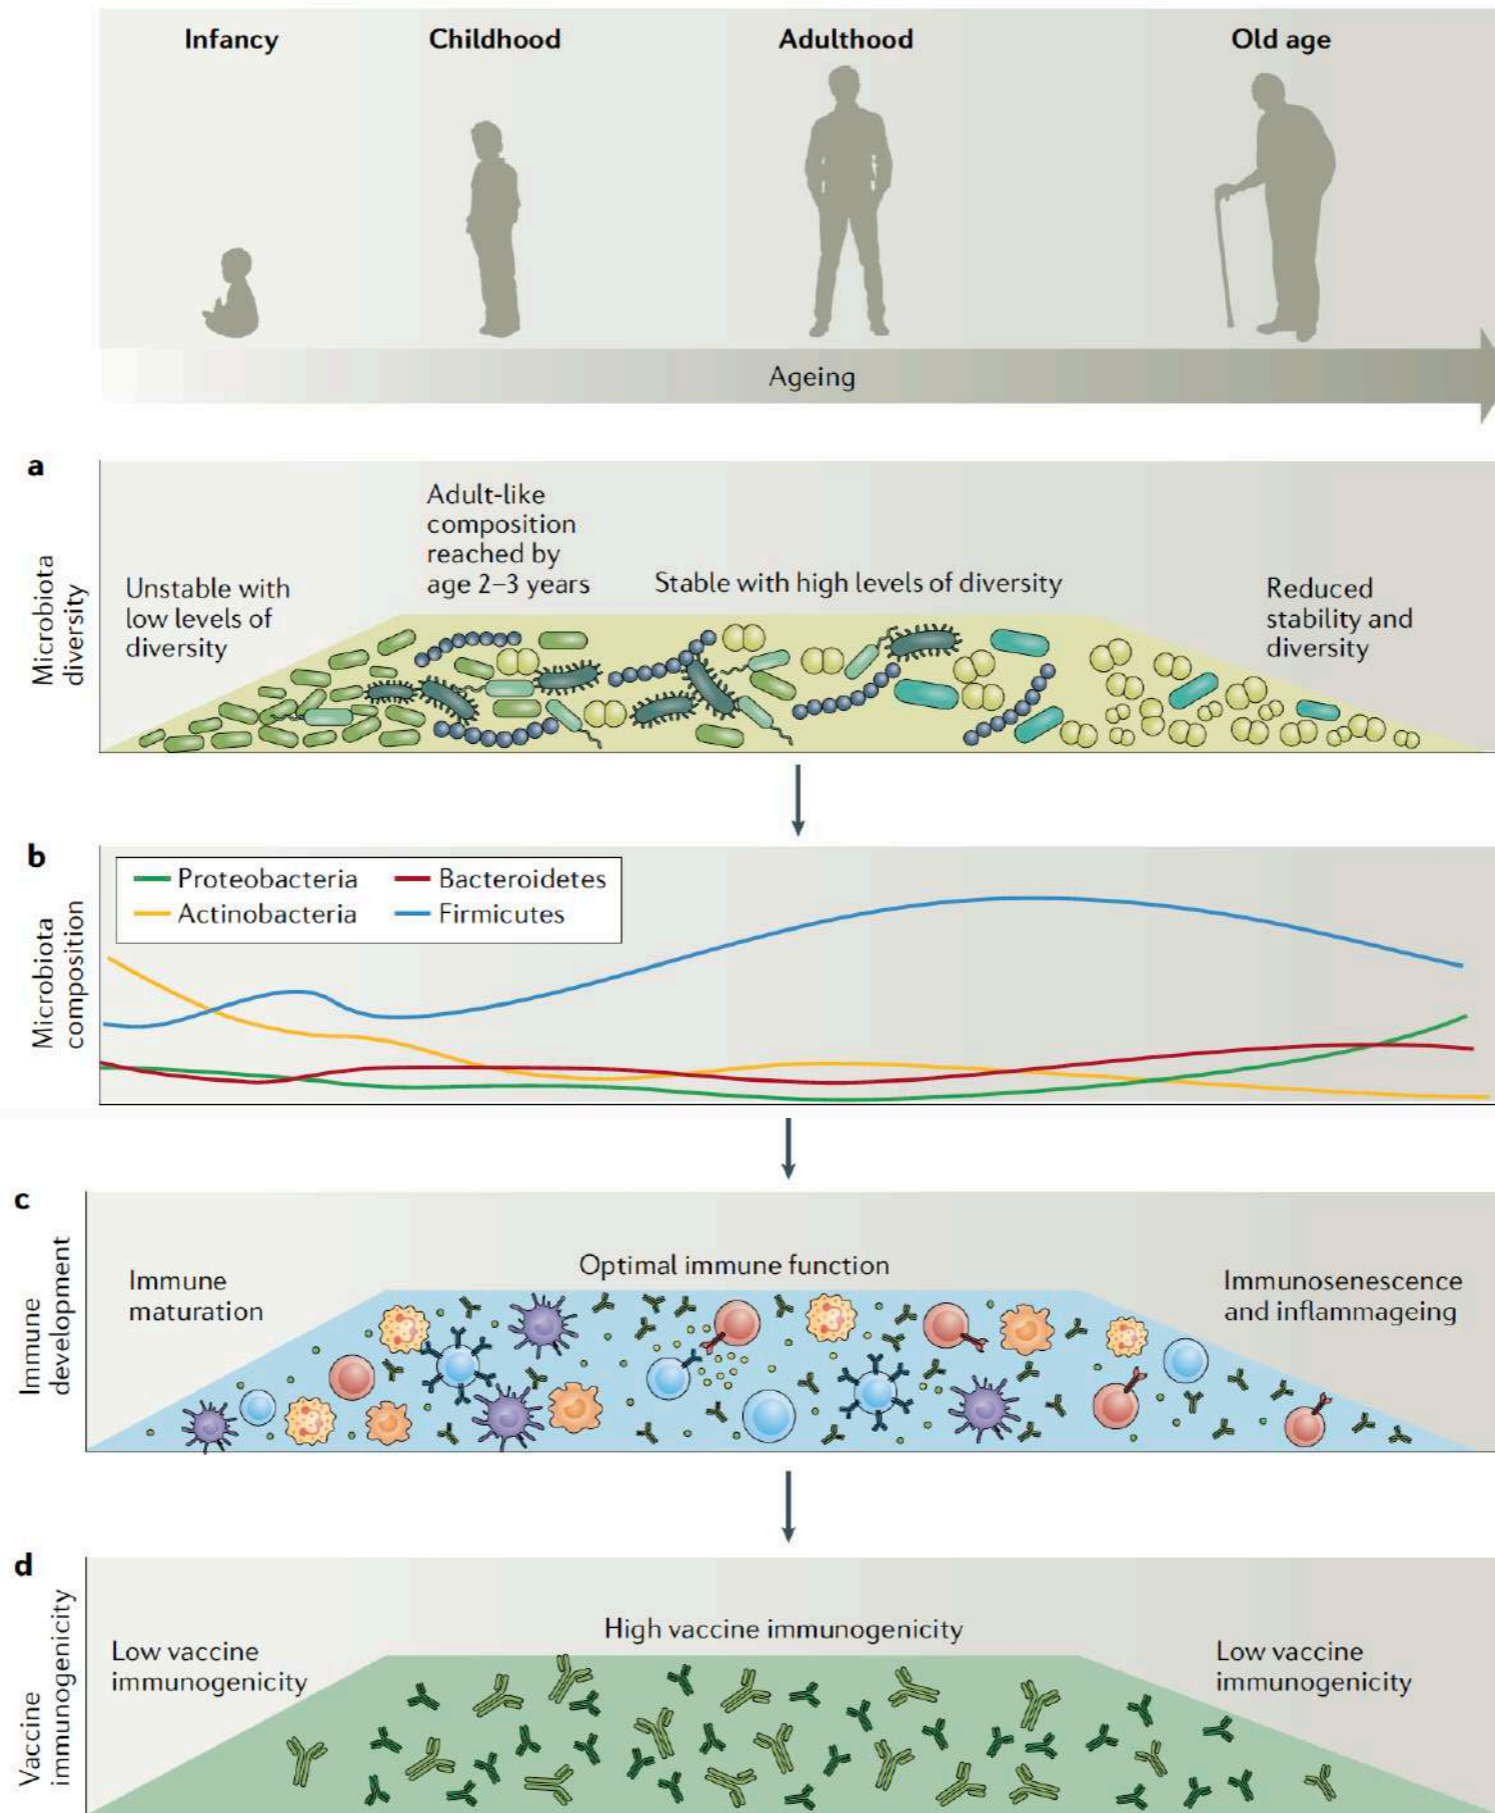 Infancy
Childhood
Adulthood
Old age
Ageing
a
Microbiota
diversity
Unstable with
low levels of
diversity
Adult-like
composition
reached by
age 2–3 years
Stable with high levels of diversity
Reduced
stability and
diversity
b
Microbiota
composition
Proteobacteria
Bacteroidetes
Actinobacteria
Firmicutes
c
Immune
development
Immune
maturation
Optimal immune function
Immunosenescence
and inflammageing
d
Vaccine
immunogenicity
Low vaccine
immunogenicity
High vaccine immunogenicity
Low vaccine
immunogenicity